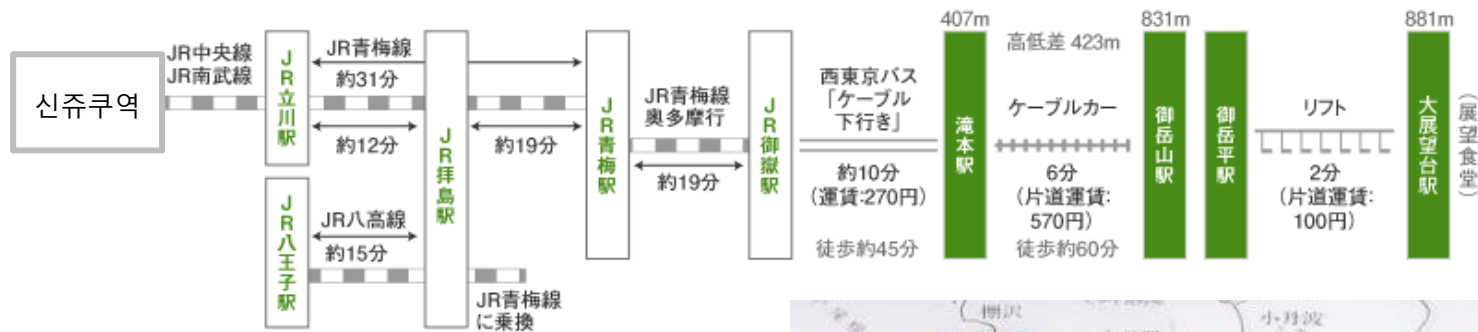 신쥬쿠역
JR中央線
JR南武線
JR立川駅
JR青梅線
約31分
約12分
約19分
JR八王子駅
JR八高線
約15分
JR拝島駅
JR青梅線
に乗換
JR青梅駅
JR青梅線
奥多摩行
約19分
JR御嶽駅
西東京バス
「ケーブル
下行き」
約10分
(運賃:270円)
徒歩約45分
407m
滝本駅
高低差 423m
ケーブルカー
6分
(片道運賃:
570円)
徒歩約60分
831m
御岳山駅
御岳平駅
リフト
2分
(片道運賃:
100円)
881m
大展望台駅
(展望食堂)
棚沢
小丹波